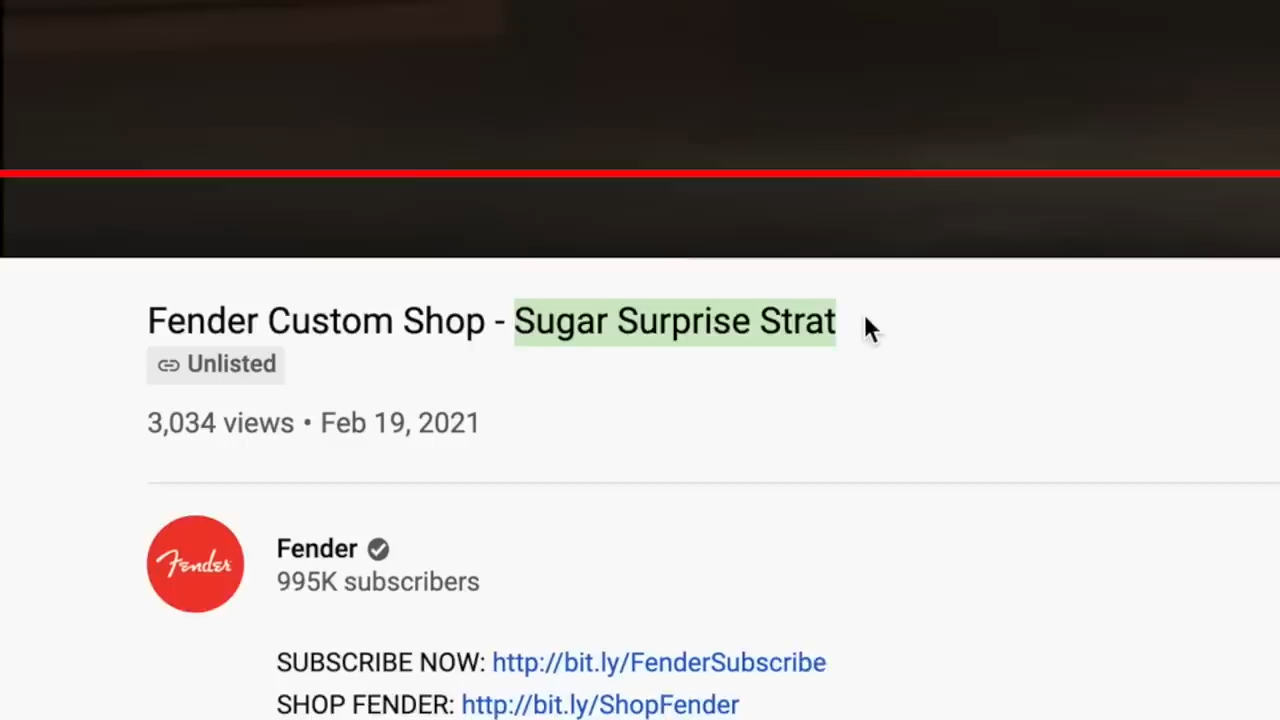 Fender Custom Shop - Sugar Surprise Strat
Unlisted
3,034 views • Feb 19, 2021
Fender
Fender
995K subscribers
SUBSCRIBE NOW: http://bit.ly/FenderSubscribe
SHOP FENDER: http://bit.ly/ShopFender